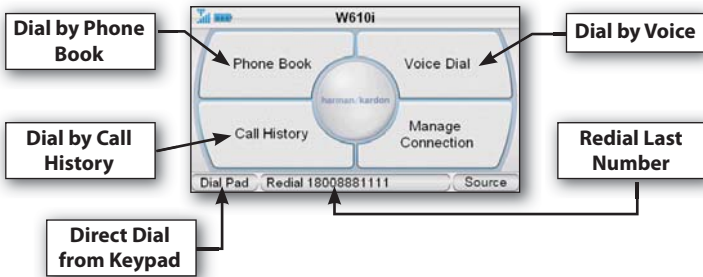 W610i
Dial by Phone
Book
Dial by Voice
Phone Book
Voice Dial
harman/kardon
Dial by Call
History
Call History
Manage
Connection
Redial Last
Number
Dial Pad
Redial 18008881111
Source
Direct Dial
from Keypad